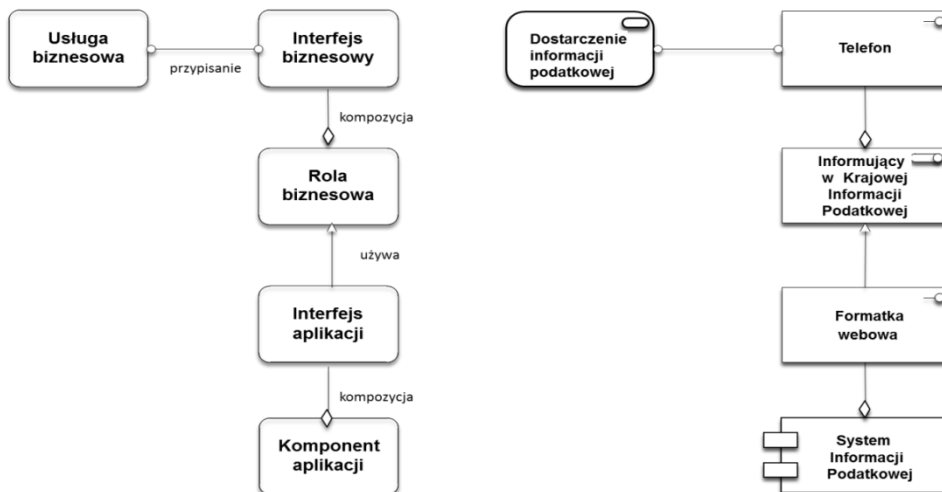 Usługa
biznesowa
przypisanie
Interfejs
biznesowy
kompozycja
Rola
biznesowa
używa
Interfejs
aplikacji
kompozycja
Komponent
aplikacji
Dostarczenie
informacji
podatkowej
Telefon
Informujący
w Krajowej
Informacji
Podatkowej
Formatka
webowa
System
Informacji
Podatkowej